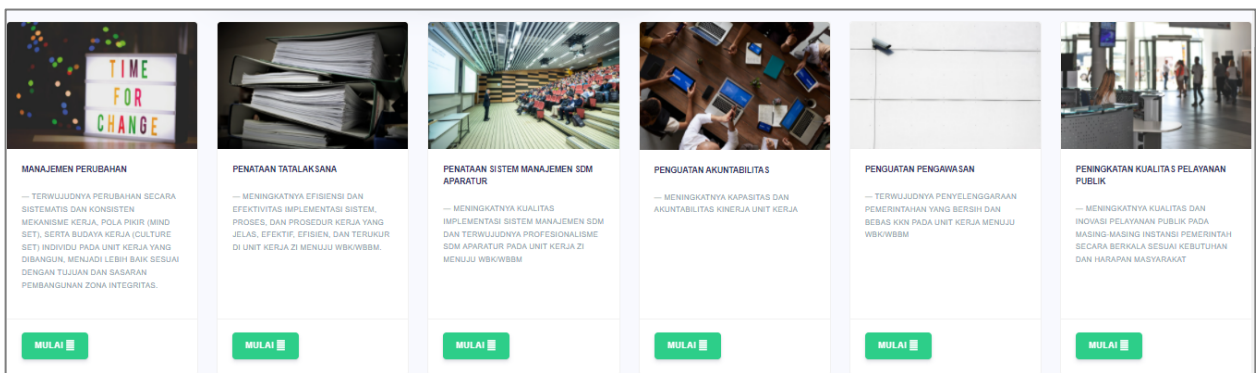 TIME
FOR
CHANGE
MANAJEMEN PERUBAHAN
— TERWUJUDNYA PERUBAHAN SECARA
SISTEMATIS DAN KONSISTEN
MEKANISME KERJA, POLA PIKIR (MIND
SET), SERTA BUDAYA KERJA (CULTURE
SET) INDIVIDU PADA UNIT KERJA YANG
DIBANGUN, MENJADI LEBIH BAIK SESUAI
DENGAN TUJUAN DAN SASARAN
PEMBANGUNAN ZONA INTEGRITAS.
MULAI
PENATAAN TATALAKSANA
— MENINGKATNYA EFISIENSI DAN
EFEKTIVITAS IMPLEMENTASI SISTEM,
PROSES, DAN PROSEDUR KERJA YANG
JELAS, EFEKTIF, EFISIEN, DAN TERUKUR
DI UNIT KERJA ZI MENUJU WBK/WBBM.
MULAI
PENATAAN SISTEM MANAJEMEN SDM
APARATUR
— MENINGKATNYA KUALITAS
IMPLEMENTASI SISTEM MANAJEMEN SDM
DAN TERWUJUDNYA PROFESIONALISME
SDM APARATUR PADA UNIT KERJA ZI
MENUJU WBK/WBBM
MULAI
PENGUATAN AKUNTABILITAS
— MENINGKATNYA KAPASITAS DAN
AKUNTABILITAS KINERJA UNIT KERJA
MULAI
PENGUATAN PENGAWASAN
— TERWUJUDNYA PENYELENGGARAAN
PEMERINTAHAN YANG BERSIH DAN
BEBAS KKN PADA UNIT KERJA MENUJU
WBK/WBBM
MULAI
PENINGKATAN KUALITAS PELAYANAN
PUBLIK
— MENINGKATNYA KUALITAS DAN
INOVASI PELAYANAN PUBLIK PADA
MASING-MASING INSTANSI PEMERINTAH
SECARA BERKALA SESUAI KEBUTUHAN
DAN HARAPAN MASYARAKAT
MULAI